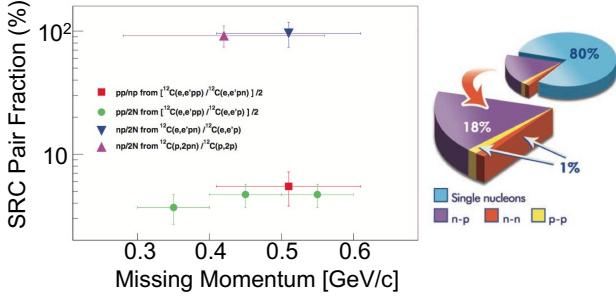 SRC Pair Fraction (%)
10²
10
pp/np from [¹²C(e,e'pp) /¹²C(e,e'pn) ] /2
pp/2N from [¹²C(e,e'pp) /¹²C(e,e'p) ] /2
np/2N from ¹²C(e,e'pn) /¹²C(e,e'p)
np/2N from ¹²C(p,2pn) /¹²C(p,2p)
0.3 0.4 0.5 0.6
Missing Momentum [GeV/c]
80%
18%
1%
Single nucleons
n-p n-n p-p